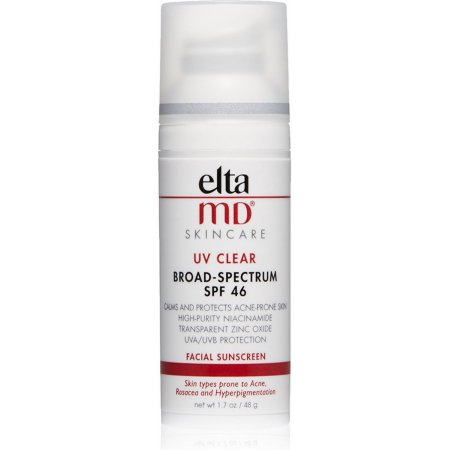 elta
MD®
SKINCARE
UV CLEAR
BROAD-SPECTRUM
SPF 46
CALMS AND PROTECTS ACNE-PRONE SKIN
HIGH-PURITY NIACINAMIDE
TRANSPARENT ZINC OXIDE
UVA/UVB PROTECTION
FACIAL SUNSCREEN
Skin types prone to Acne,
Rosacea and Hyperpigmentation
net wt 1.7 oz / 48 g